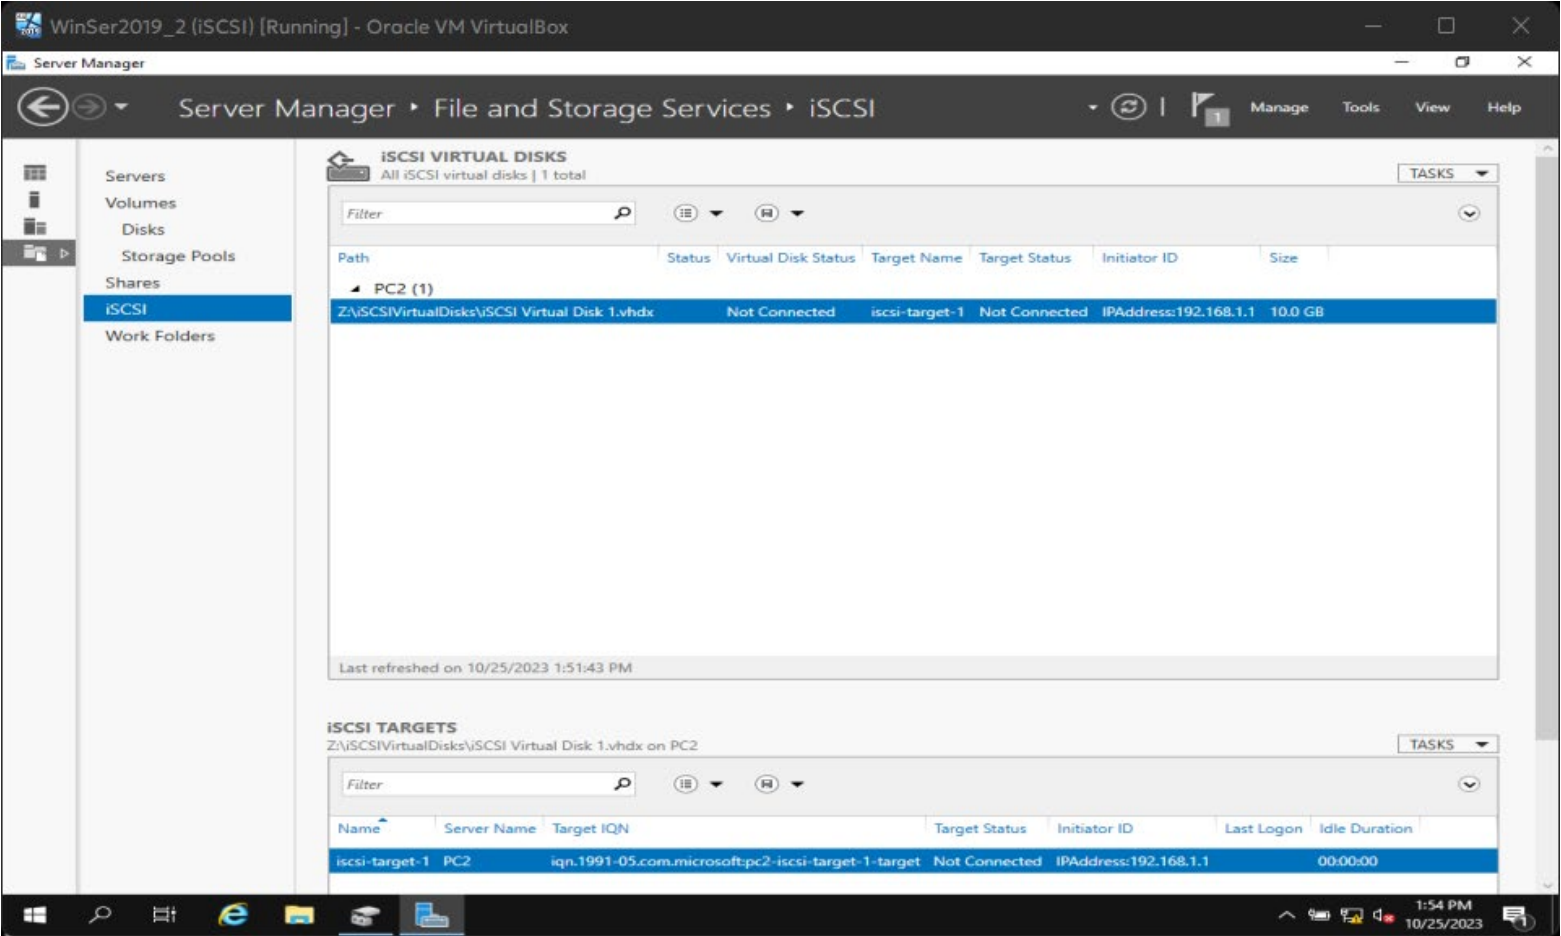 WinSer2019_2 (iSCSI) [Running] - Oracle VM VirtualBox
Server Manager
Server Manager • File and Storage Services • iSCSI
1
Manage Tools View Help
Servers
Volumes
Disks
Storage Pools
Shares
iSCSI
Work Folders
iSCSI VIRTUAL DISKS
All iSCSI virtual disks | 1 total
TASKS
Filter
Path Status Virtual Disk Status Target Name Target Status Initiator ID Size
PC2 (1)
Z:\iSCSIVirtualDisks\iSCSI Virtual Disk 1.vhdx Not Connected iscsi-target-1 Not Connected IPAddress:192.168.1.1 10.0 GB
Last refreshed on 10/25/2023 1:51:43 PM
iSCSI TARGETS
Z:\iSCSIVirtualDisks\iSCSI Virtual Disk 1.vhdx on PC2
TASKS
Filter
Name Server Name Target IQN Target Status Initiator ID Last Logon Idle Duration
iscsi-target-1 PC2 iqn.1991-05.com.microsoft:pc2-iscsi-target-1-target Not Connected IPAddress:192.168.1.1 00:00:00
1:54 PM
10/25/2023
1